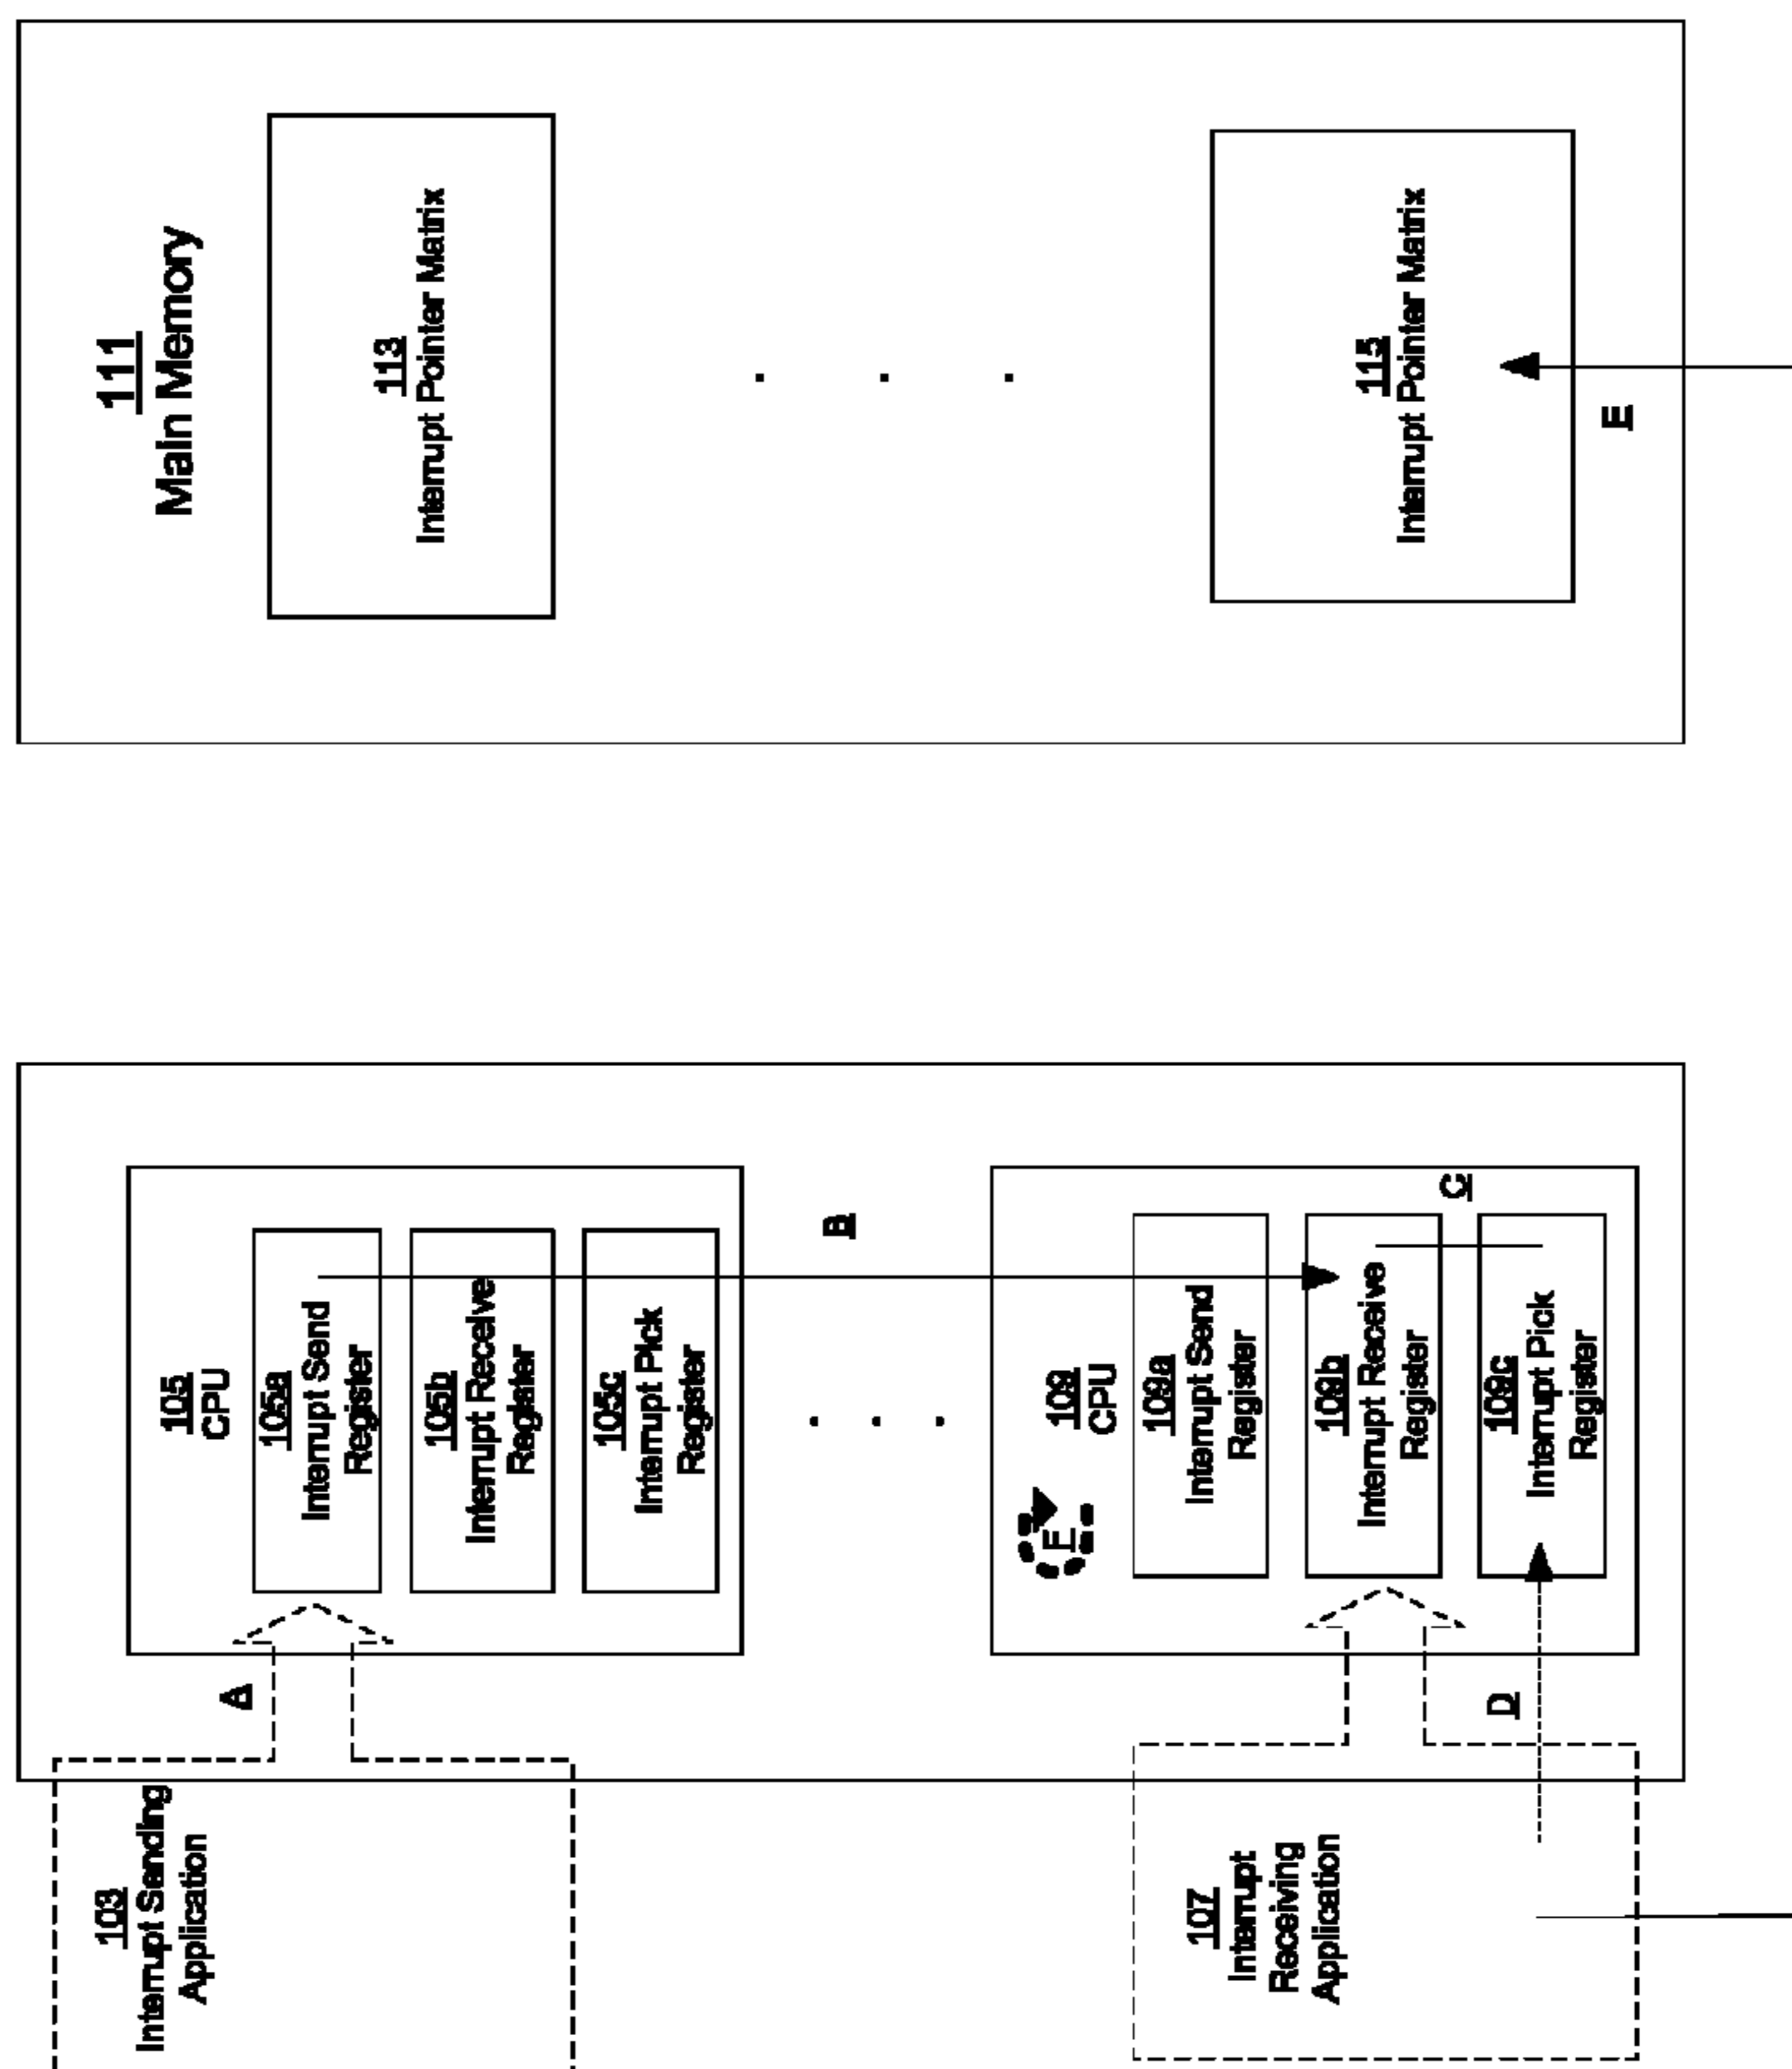 103
Interrupt Sending
Application
A
105
CPU
105a
Interrupt Send
Register
105b
Interrupt Receive
Register
105c
Interrupt Pick
Register
B
107
Interrupt
Receiving
Application
D
F
109
CPU
109a
Interrupt Send
Register
109b
Interrupt Receive
Register
C
109c
Interrupt Pick
Register
111
Main Memory
113
Interrupt Pointer Matrix
115
Interrupt Pointer Matrix
E